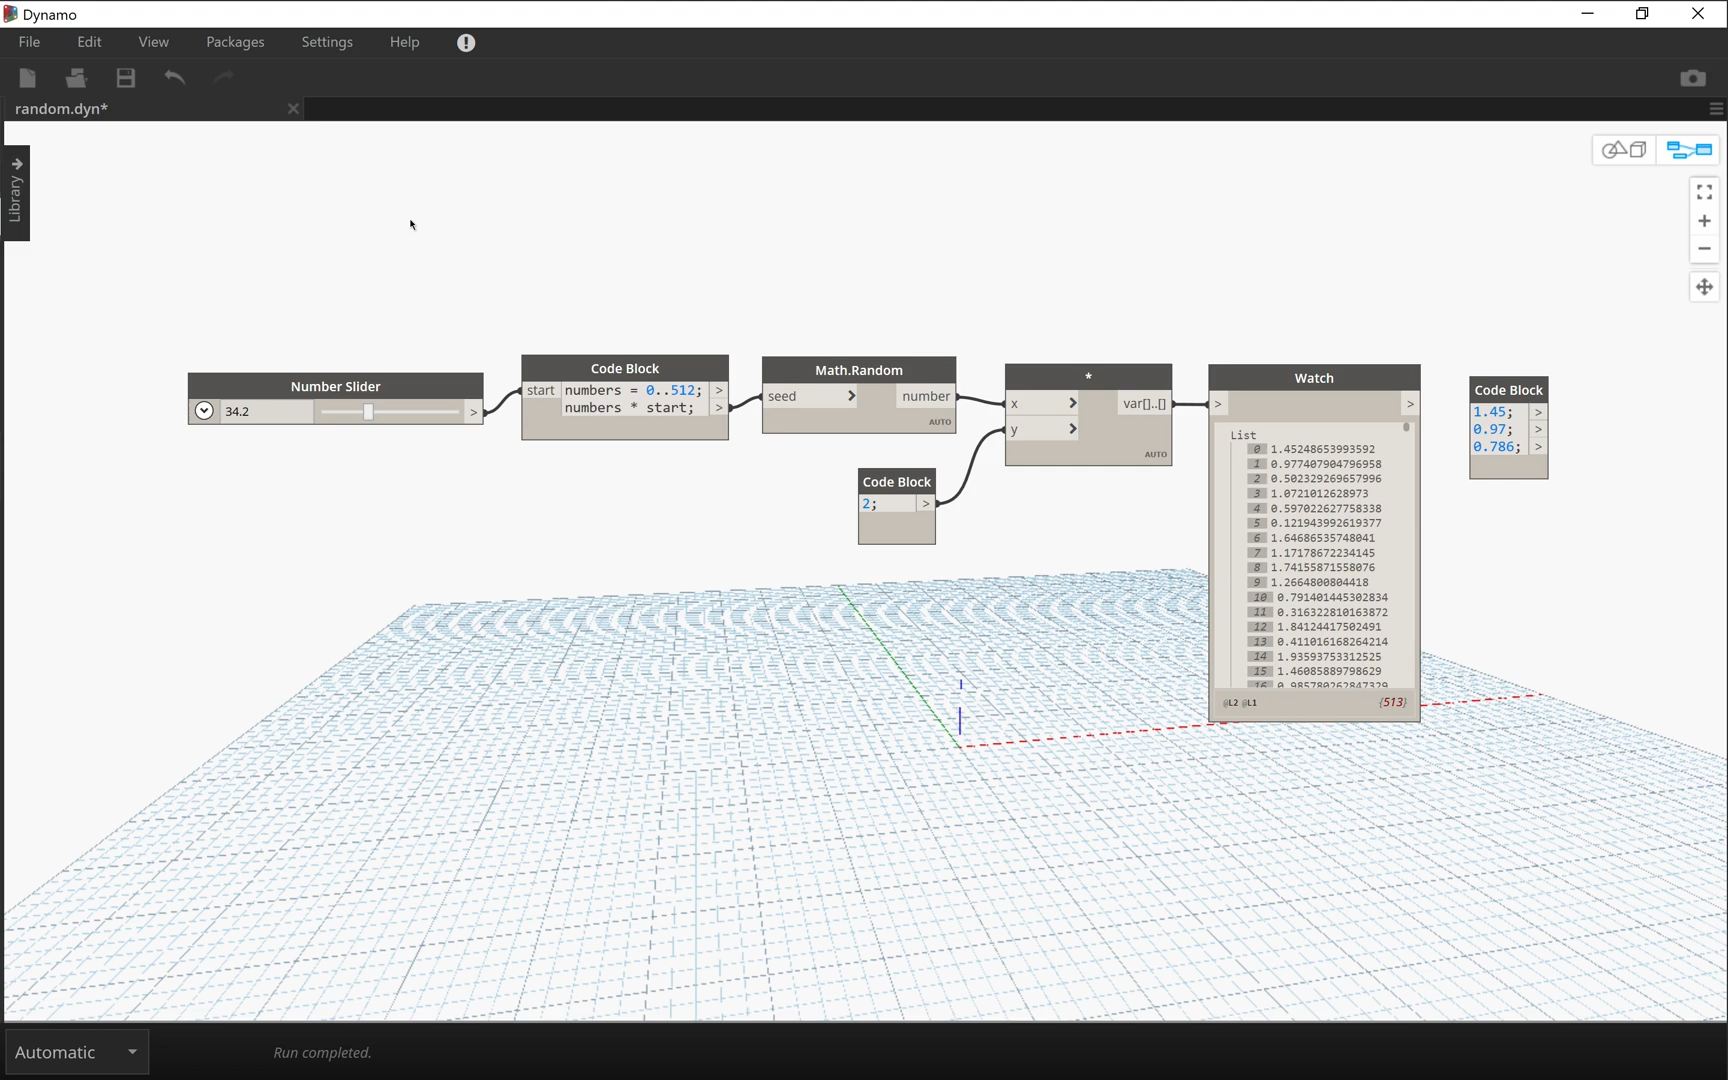 Dynamo
File Edit View Packages Settings Help
random.dyn*
Library
Number Slider
34.2 >
Code Block
start numbers = 0..512; >
numbers * start; >
Math.Random
seed number
AUTO
*
x var[]..[]
y
AUTO
Code Block
2; >
Watch
> >
List
0 1.45248653993592
1 0.977407904796958
2 0.502329269657996
3 1.0721012628973
4 0.597022627758338
5 0.121943992619377
6 1.64686535748041
7 1.17178672234145
8 1.74155871558076
9 1.2664800804418
10 0.791401445302834
11 0.316322810163872
12 1.84124417502491
13 0.411016168264214
14 1.93593753312525
15 1.46085889798629
16 0.985780262847329
@L2 @L1 {513}
Code Block
1.45; >
0.97; >
0.786; >
Automatic
Run completed.